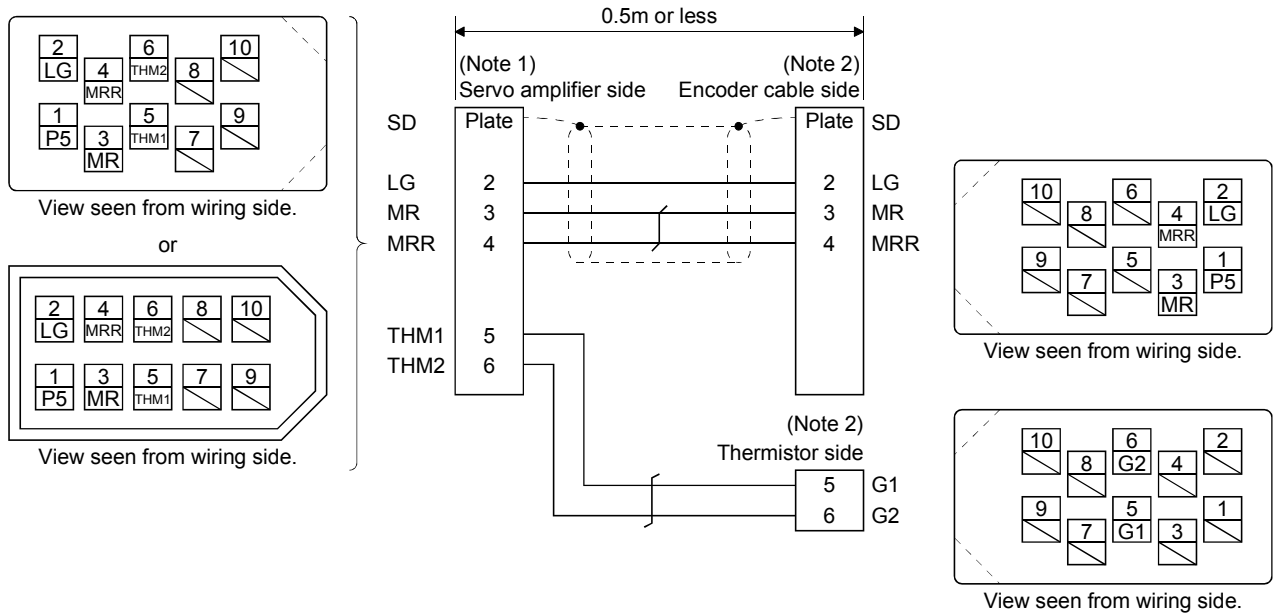 2 6 10
LG 4 THM2 8
MRR
1 5 9
P5 3 THM1 7
MR
View seen from wiring side.
or
2 4 6 8 10
LG MRR THM2
1 3 5 7 9
P5 MR THM1
View seen from wiring side.
0.5m or less
(Note 1) (Note 2)
Servo amplifier side Encoder cable side
SD Plate Plate SD
LG 2 2 LG
MR 3 3 MR
MRR 4 4 MRR
THM1 5
THM2 6
(Note 2)
Thermistor side
5 G1
6 G2
10 6 2
8 4 LG
MRR
9 5 1
7 3 P5
MR
View seen from wiring side.
10 6 2
8 G2 4
9 5 1
7 G1 3
View seen from wiring side.